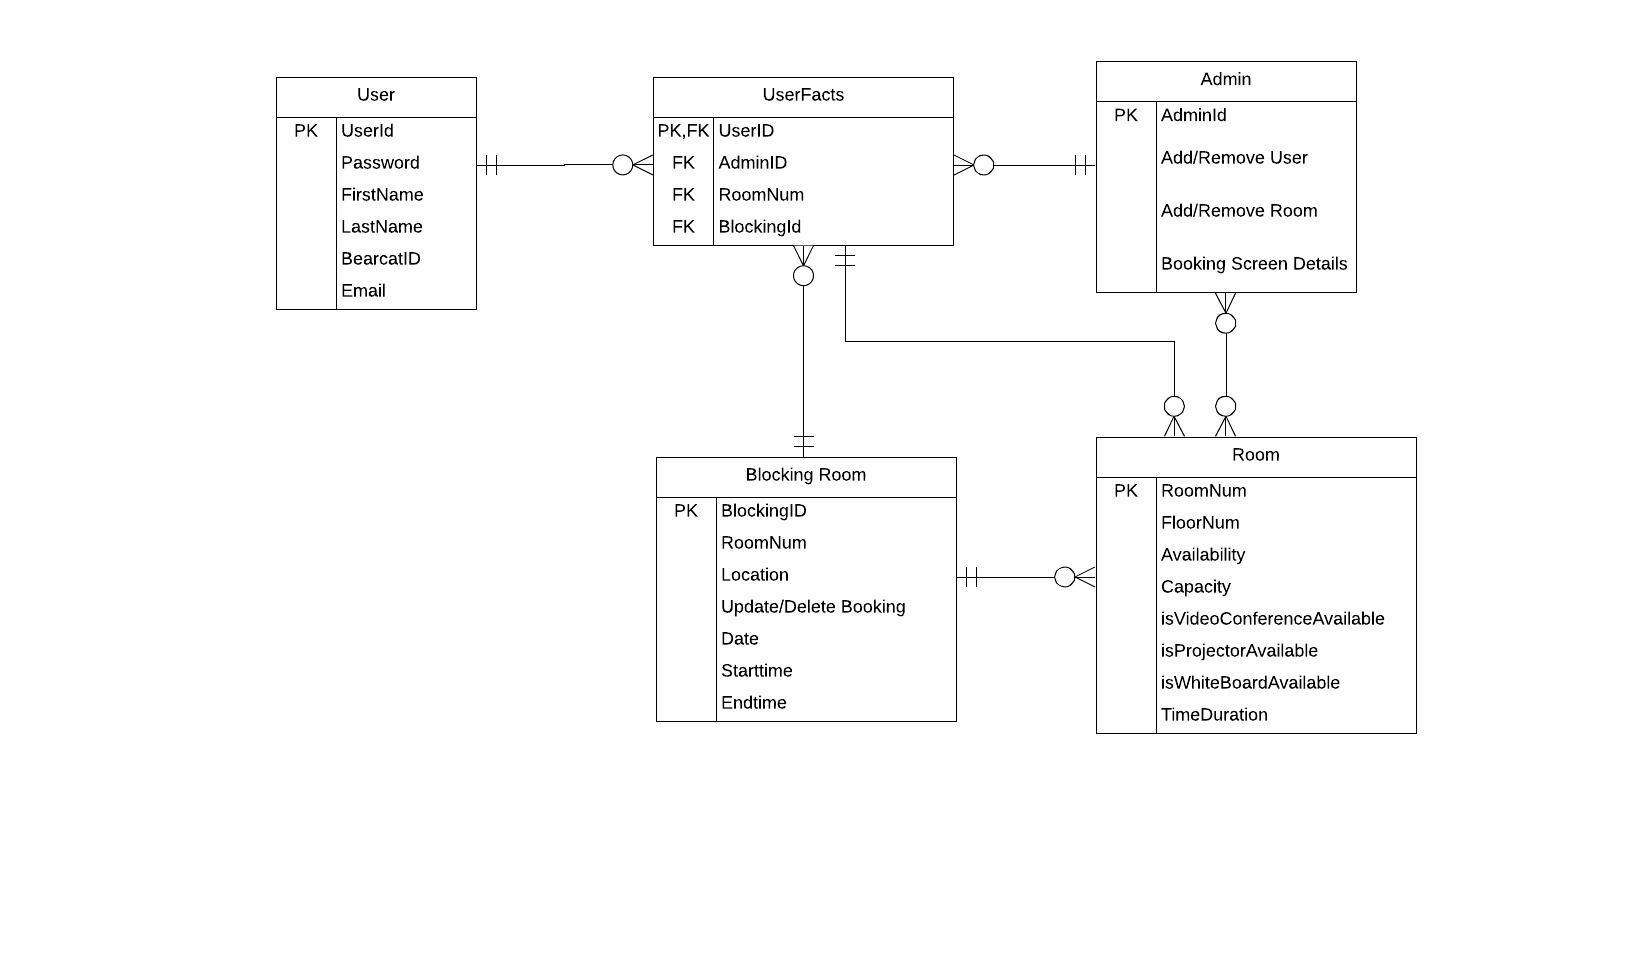 User
PK UserId
Password
FirstName
LastName
BearcatID
Email
UserFacts
PK,FK UserID
FK AdminID
FK RoomNum
FK BlockingId
Admin
PK AdminId
Add/Remove User
Add/Remove Room
Booking Screen Details
Blocking Room
PK BlockingID
RoomNum
Location
Update/Delete Booking
Date
Starttime
Endtime
Room
PK RoomNum
FloorNum
Availability
Capacity
isVideoConferenceAvailable
isProjectorAvailable
isWhiteBoardAvailable
TimeDuration